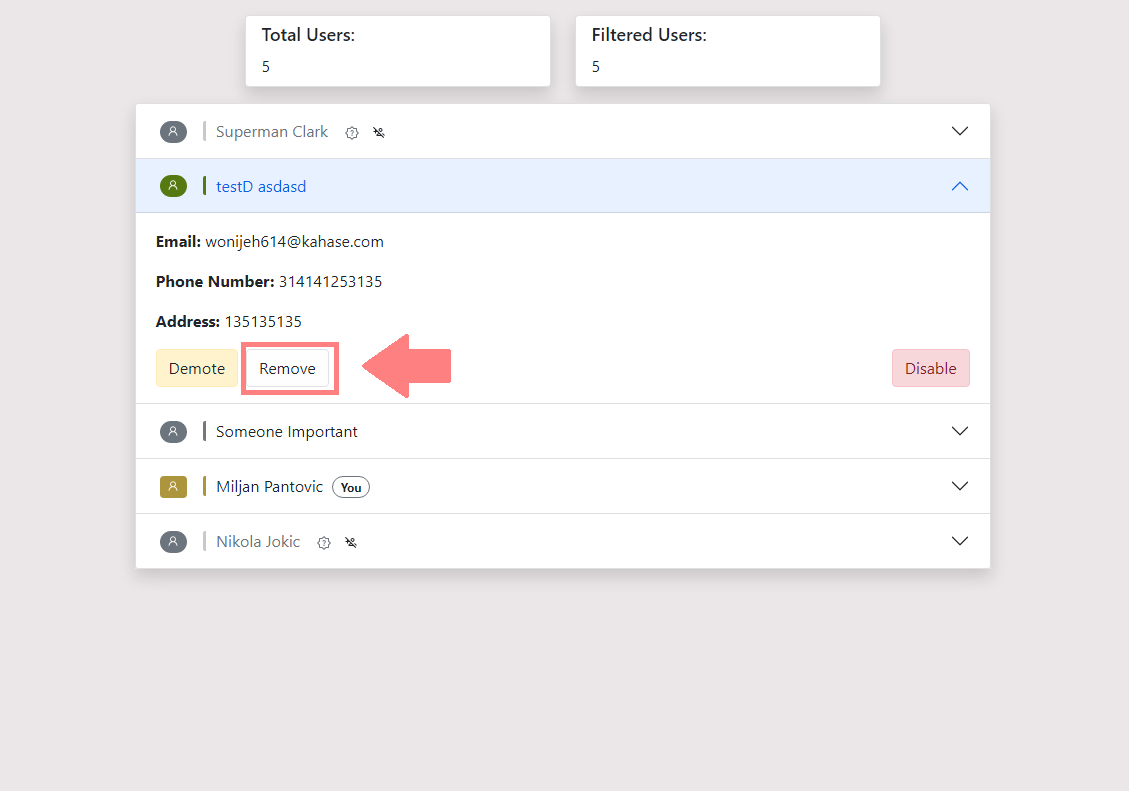 Total Users:
5
Filtered Users:
5
Superman Clark
testD asdasd
Email: wonijeh614@kahase.com
Phone Number: 314141253135
Address: 135135135
Demote Remove Disable
Someone Important
Miljan Pantovic You
Nikola Jokic